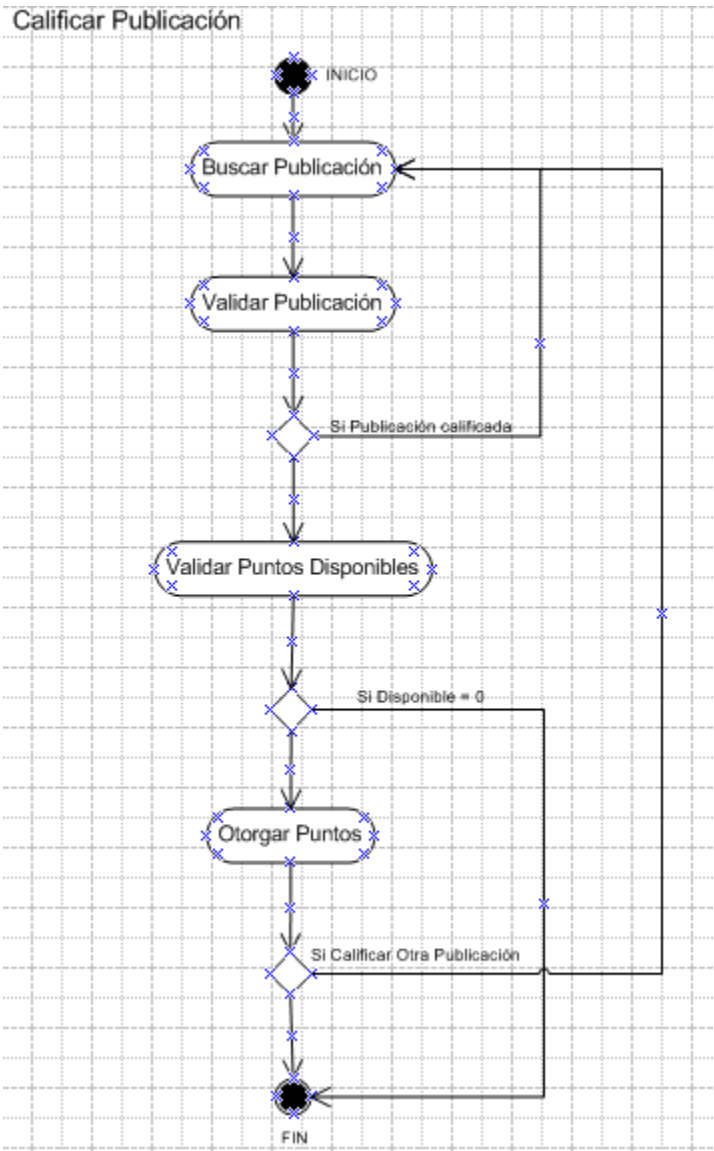 Calificar Publicación
INICIO
Buscar Publicación
Validar Publicación
Si Publicación calificada
Validar Puntos Disponibles
Si Disponible = 0
Otorgar Puntos
Si Calificar Otra Publicación
FIN